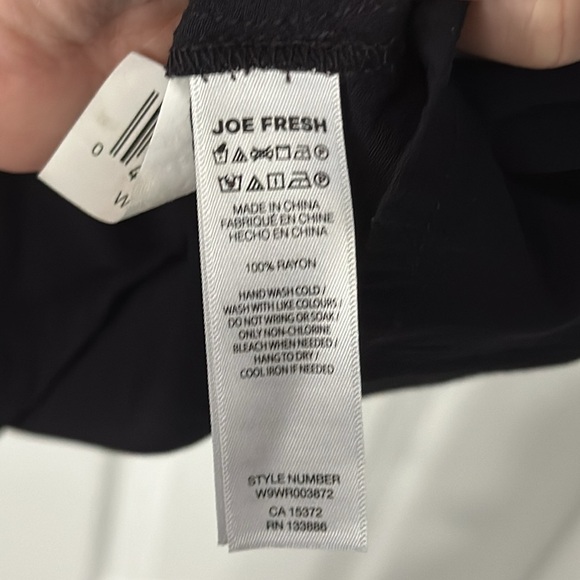 JOE FRESH
MADE IN CHINA
FABRIQUÉ EN CHINE
HECHO EN CHINA
100% RAYON
HAND WASH COLD /
WASH WITH LIKE COLOURS /
DO NOT WRING OR SOAK /
ONLY NON-CHLORINE
BLEACH WHEN NEEDED /
HANG TO DRY /
COOL IRON IF NEEDED
STYLE NUMBER
W9WR003872
CA 15372
RN 133886
0 4
W